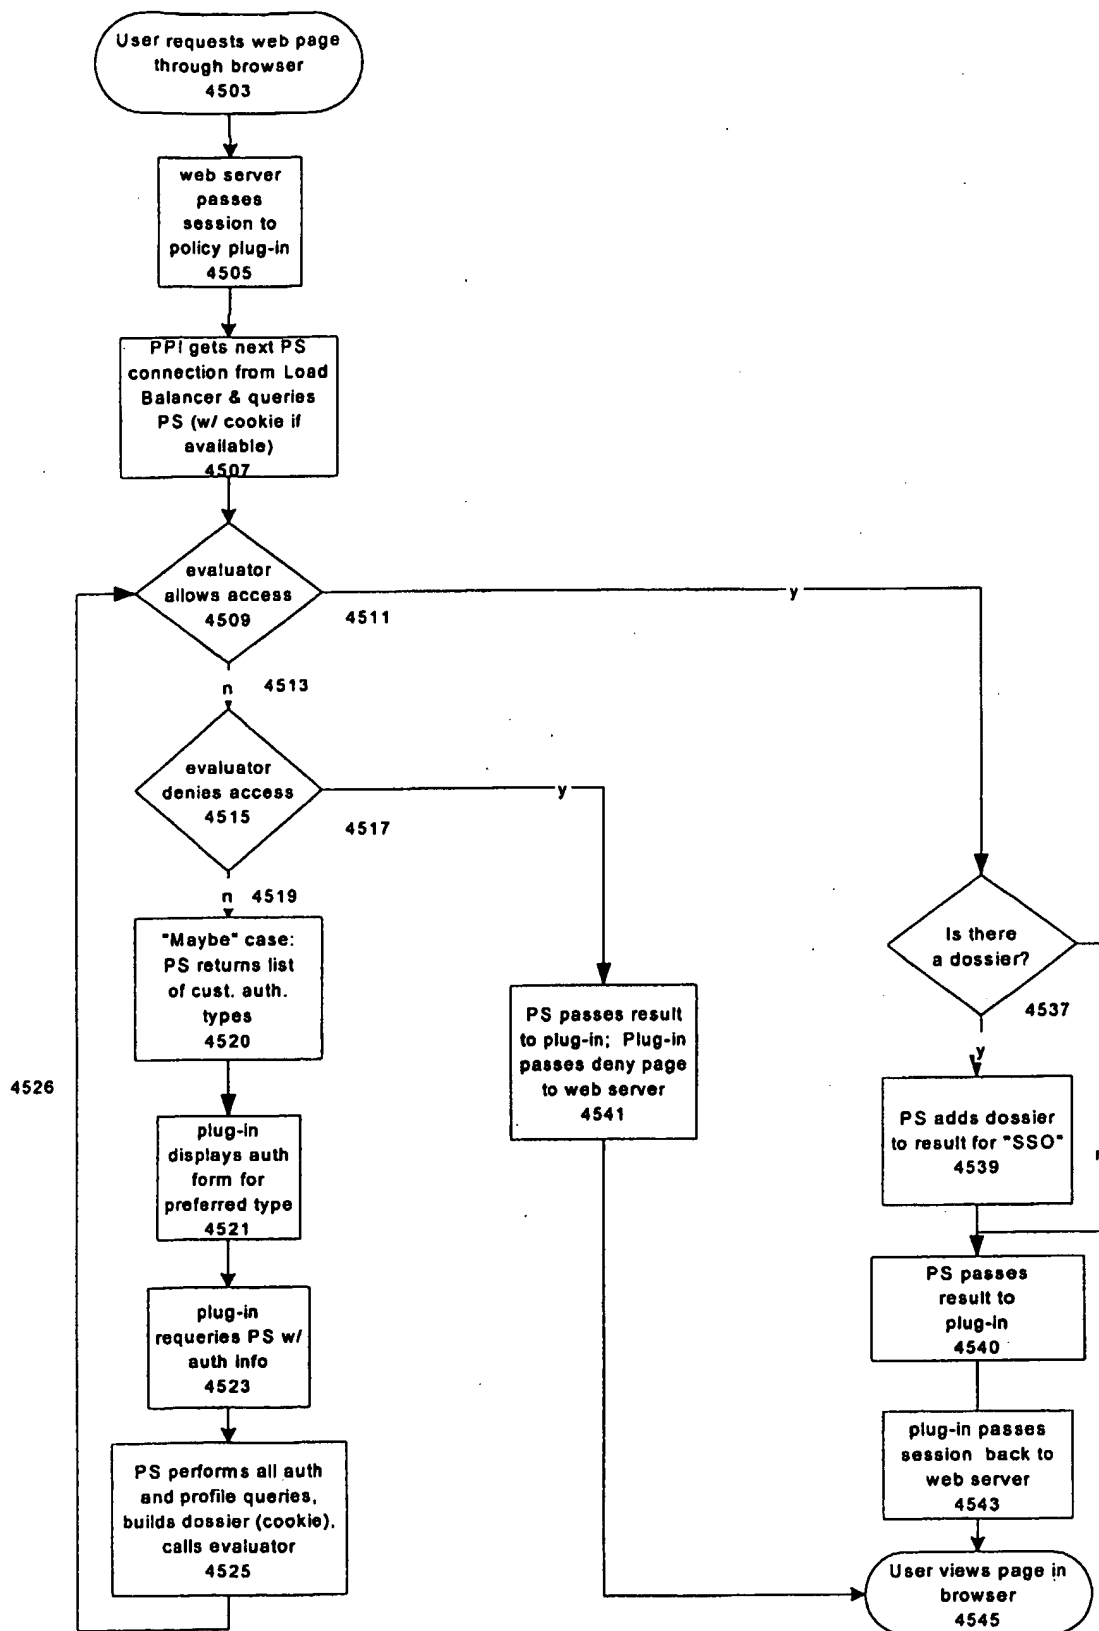 User requests web page
through browser
4503
web server
passes
session to
policy plug-in
4505
PPI gets next PS
connection from Load
Balancer & queries
PS (w/ cookie if
available)
4507
evaluator
allows access
4509
4511
y
n
4513
evaluator
denies access
4515
4517
y
n
4519
"Maybe" case:
PS returns list
of cust. auth.
types
4520
4526
plug-in
displays auth
form for
preferred type
4521
plug-in
requeries PS w/
auth info
4523
PS performs all auth
and profile queries,
builds dossier (cookie),
calls evaluator
4525
PS passes result
to plug-in; Plug-in
passes deny page
to web server
4541
Is there
a dossier?
4537
y
PS adds dossier
to result for "SSO"
4539
PS passes
result to
plug-in
4540
plug-in passes
session back to
web server
4543
User views page in
browser
4545